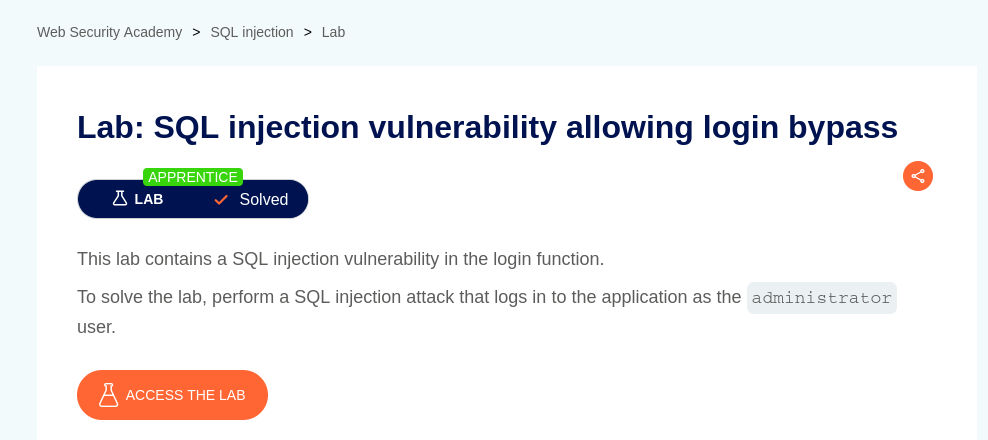 Web Security Academy > SQL injection > Lab
Lab: SQL injection vulnerability allowing login bypass
APPRENTICE
LAB Solved
This lab contains a SQL injection vulnerability in the login function.
To solve the lab, perform a SQL injection attack that logs in to the application as the administrator
user.
ACCESS THE LAB